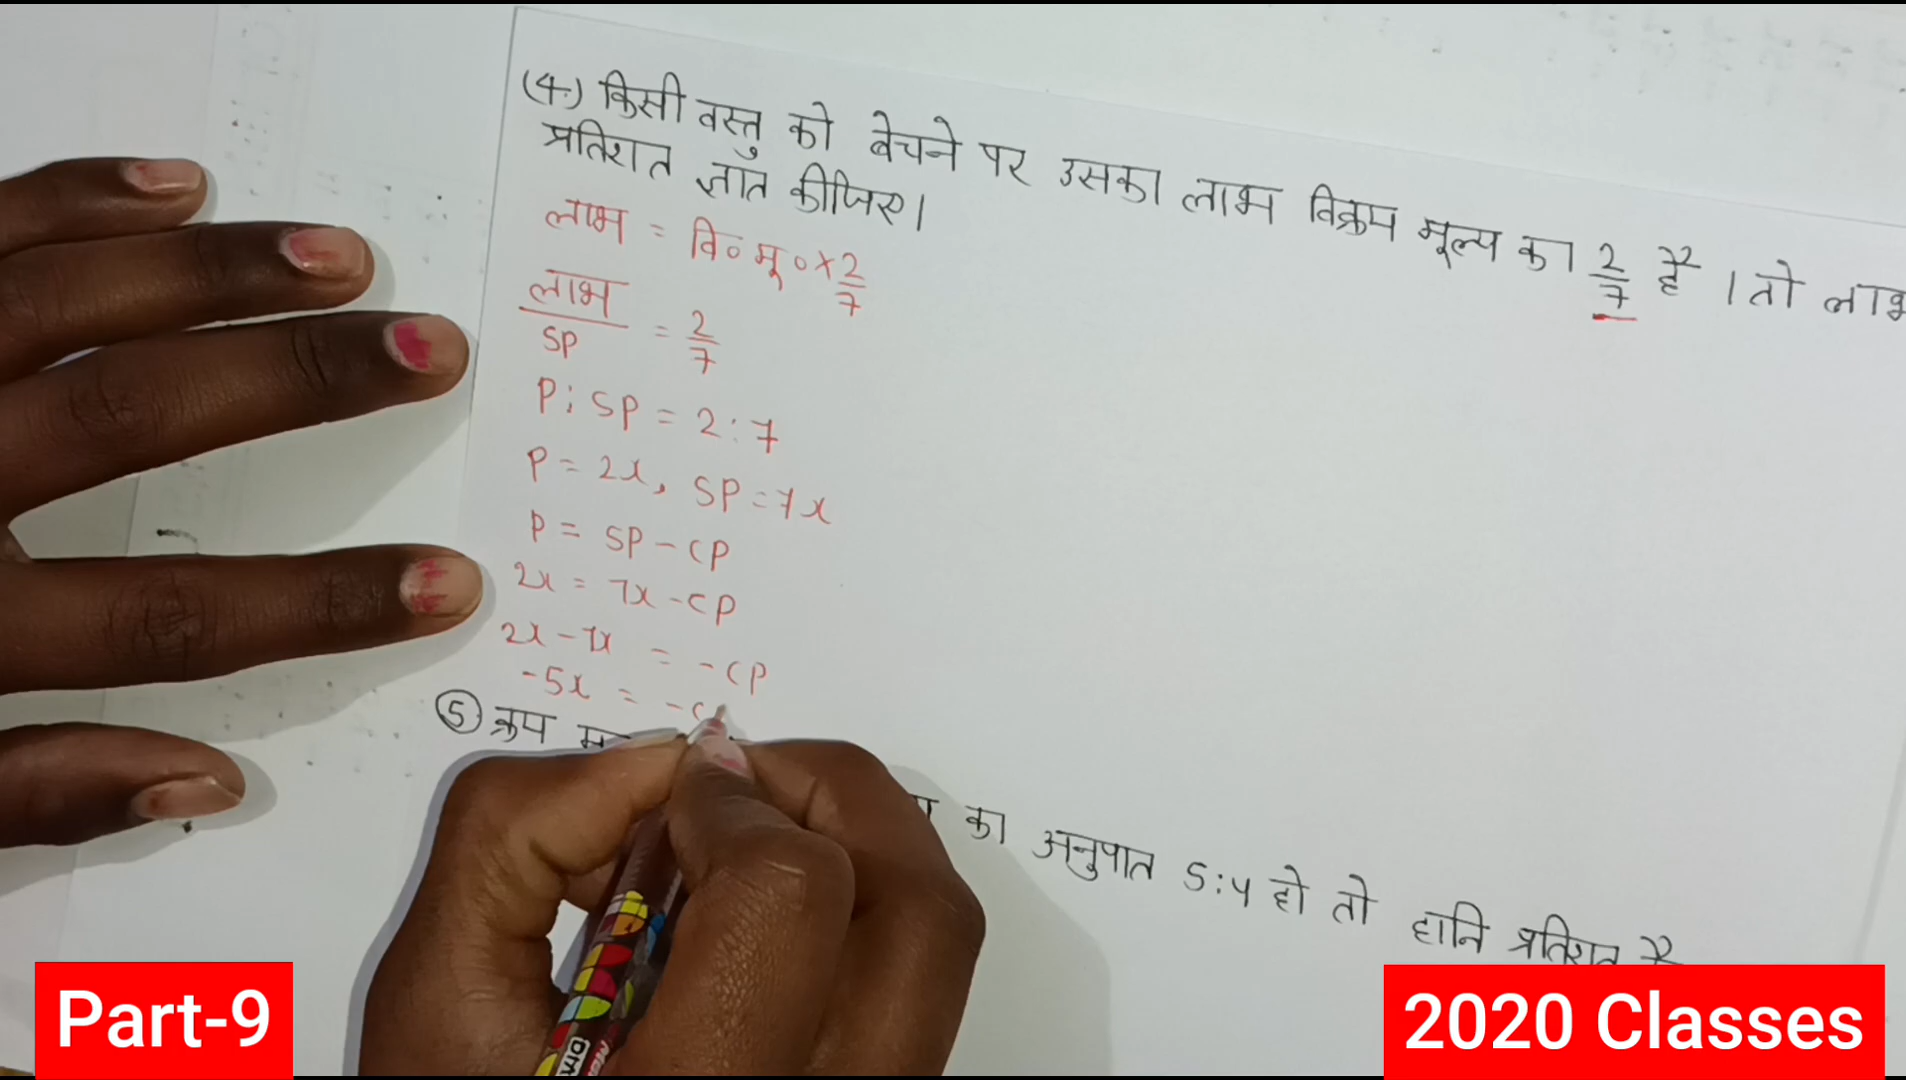 (4.) किसी वस्तु को बेचने पर उसका लाभ विक्रय मूल्य का 2/7 है । तो लाभ
प्रतिशत ज्ञात कीजिए।
लाभ = वि० मू० × 2/7
लाभ/SP = 2/7
P : SP = 2 : 7
P = 2x, SP = 7x
P = SP - CP
2x = 7x - CP
2x - 7x = - CP
-5x = - C
⑤ क्रय का अनुपात 5:4 हो तो हानि प्रतिशत है
Part-9
2020 Classes